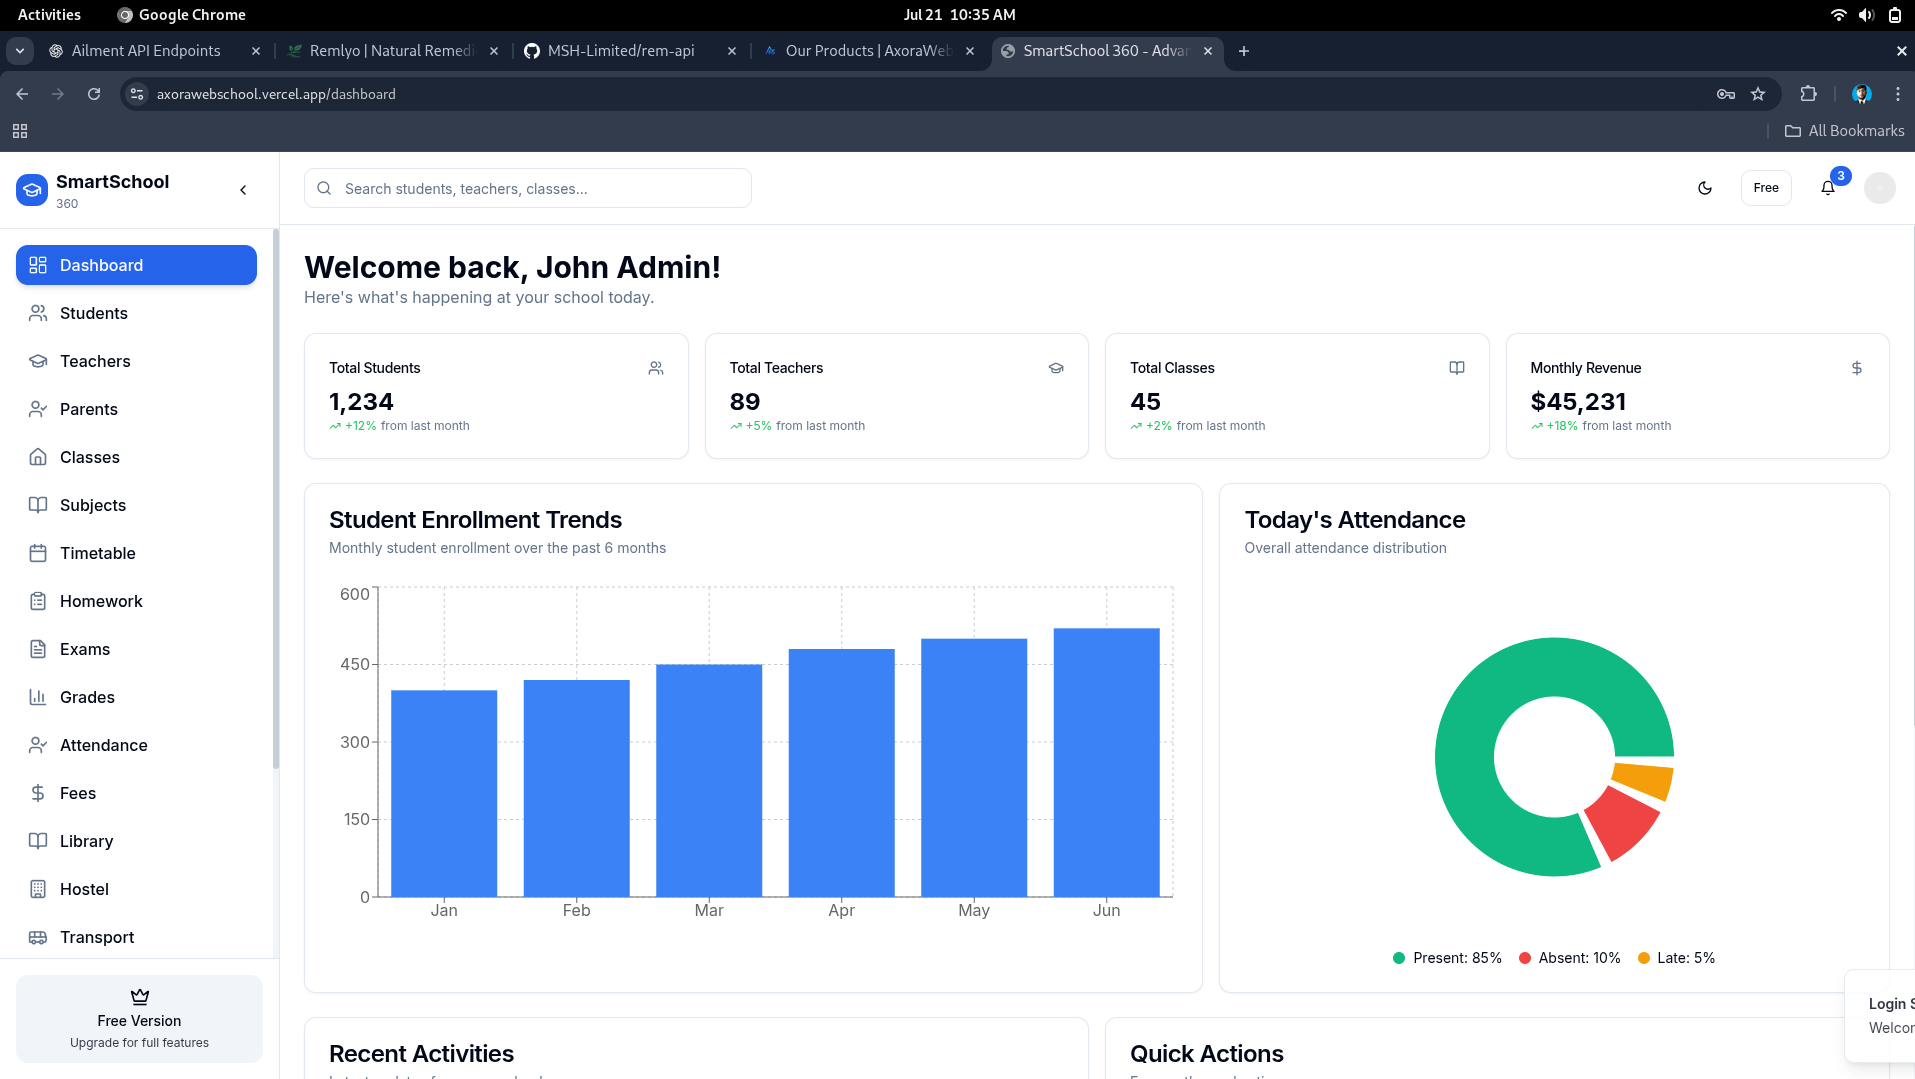 Activities
Google Chrome
Jul 21 10:35 AM
Ailment API Endpoints
Remlyo | Natural Remedi
MSH-Limited/rem-api
Our Products | AxoraWeb
SmartSchool 360 - Advan
axorawebschool.vercel.app/dashboard
All Bookmarks
SmartSchool
360
Search students, teachers, classes...
Free
3
Dashboard
Students
Teachers
Parents
Classes
Subjects
Timetable
Homework
Exams
Grades
Attendance
Fees
Library
Hostel
Transport
Free Version
Upgrade for full features
Welcome back, John Admin!
Here's what's happening at your school today.
Total Students
1,234
+12% from last month
Total Teachers
89
+5% from last month
Total Classes
45
+2% from last month
Monthly Revenue
$45,231
+18% from last month
Student Enrollment Trends
Monthly student enrollment over the past 6 months
600
450
300
150
0
Jan Feb Mar Apr May Jun
Today's Attendance
Overall attendance distribution
Present: 85% Absent: 10% Late: 5%
Login S
Welcom
Recent Activities
Quick Actions